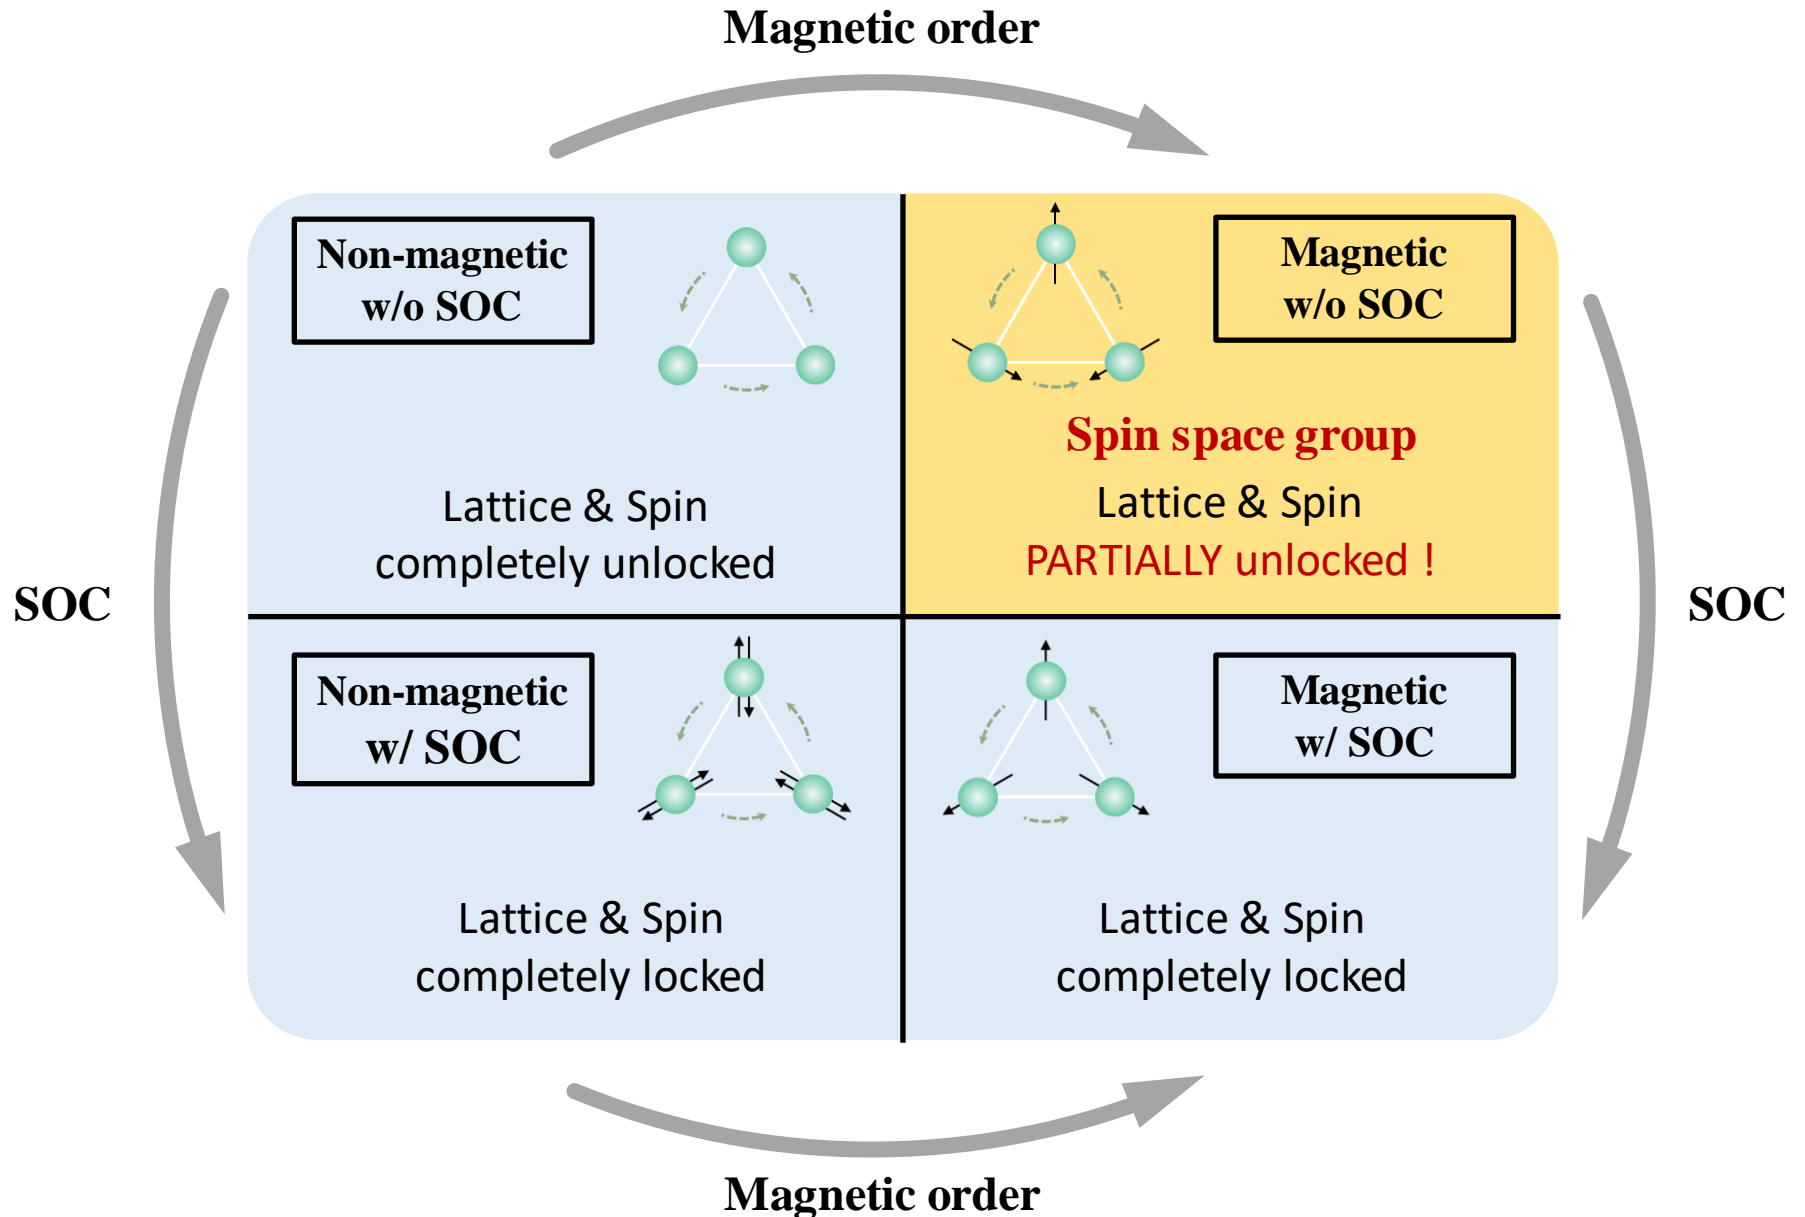 Magnetic order
Non-magnetic
w/o SOC
Lattice & Spin
completely unlocked
Magnetic
w/o SOC
Spin space group
Lattice & Spin
PARTIALLY unlocked !
SOC
SOC
Non-magnetic
w/ SOC
Lattice & Spin
completely locked
Magnetic
w/ SOC
Lattice & Spin
completely locked
Magnetic order